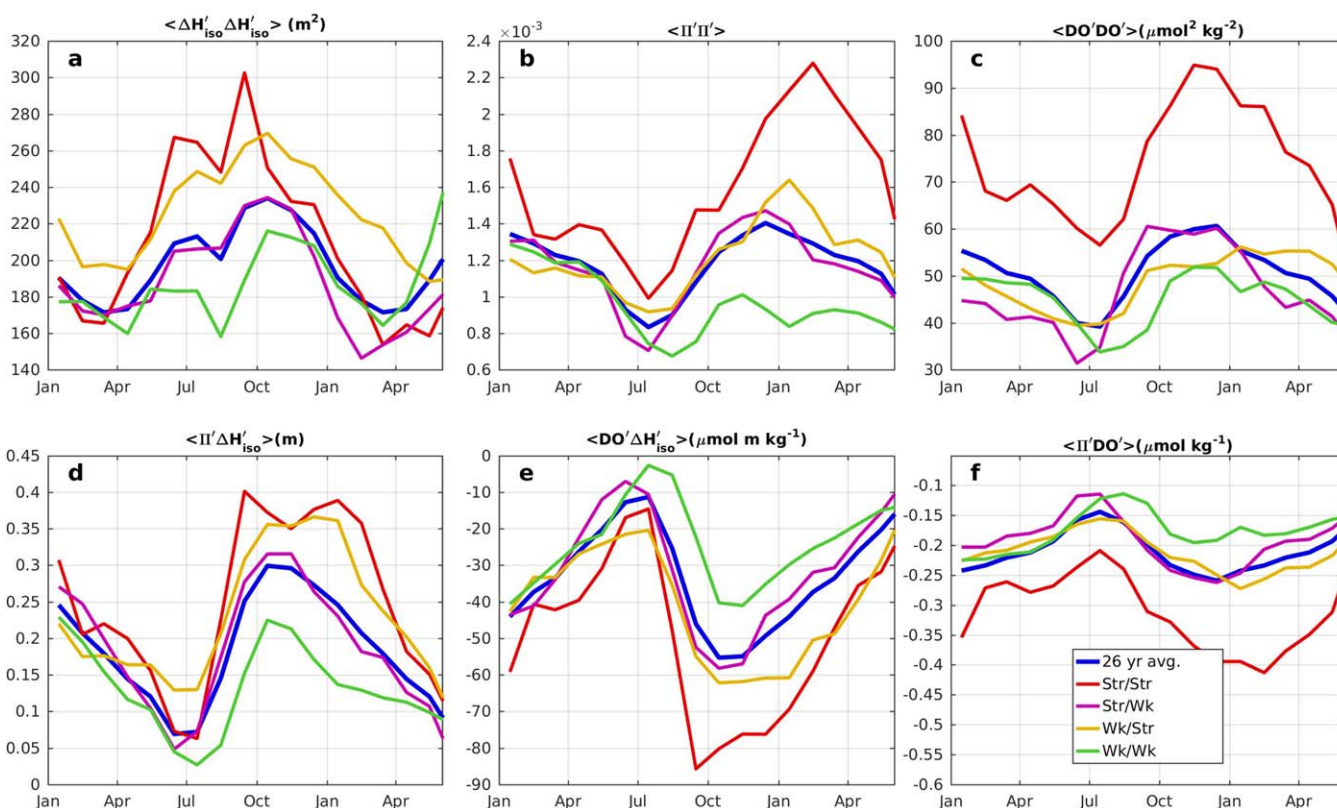 <ΔH′iso ΔH′iso> (m²)
a
320
300
280
260
240
220
200
180
160
140
Jan Apr Jul Oct Jan Apr
×10⁻³
<Π′Π′>
b
2.4
2.2
2
1.8
1.6
1.4
1.2
1
0.8
0.6
Jan Apr Jul Oct Jan Apr
<DO′DO′>(μmol² kg⁻²)
c
100
90
80
70
60
50
40
30
Jan Apr Jul Oct Jan Apr
<Π′ΔH′iso>(m)
d
0.45
0.4
0.35
0.3
0.25
0.2
0.15
0.1
0.05
0
Jan Apr Jul Oct Jan Apr
<DO′ΔH′iso>(μmol m kg⁻¹)
e
0
-10
-20
-30
-40
-50
-60
-70
-80
-90
Jan Apr Jul Oct Jan Apr
<Π′DO′>(μmol kg⁻¹)
f
-0.1
-0.15
-0.2
-0.25
-0.3
-0.35
-0.4
-0.45
-0.5
-0.55
-0.6
Jan Apr Jul Oct Jan Apr
26 yr avg.
Str/Str
Str/Wk
Wk/Str
Wk/Wk